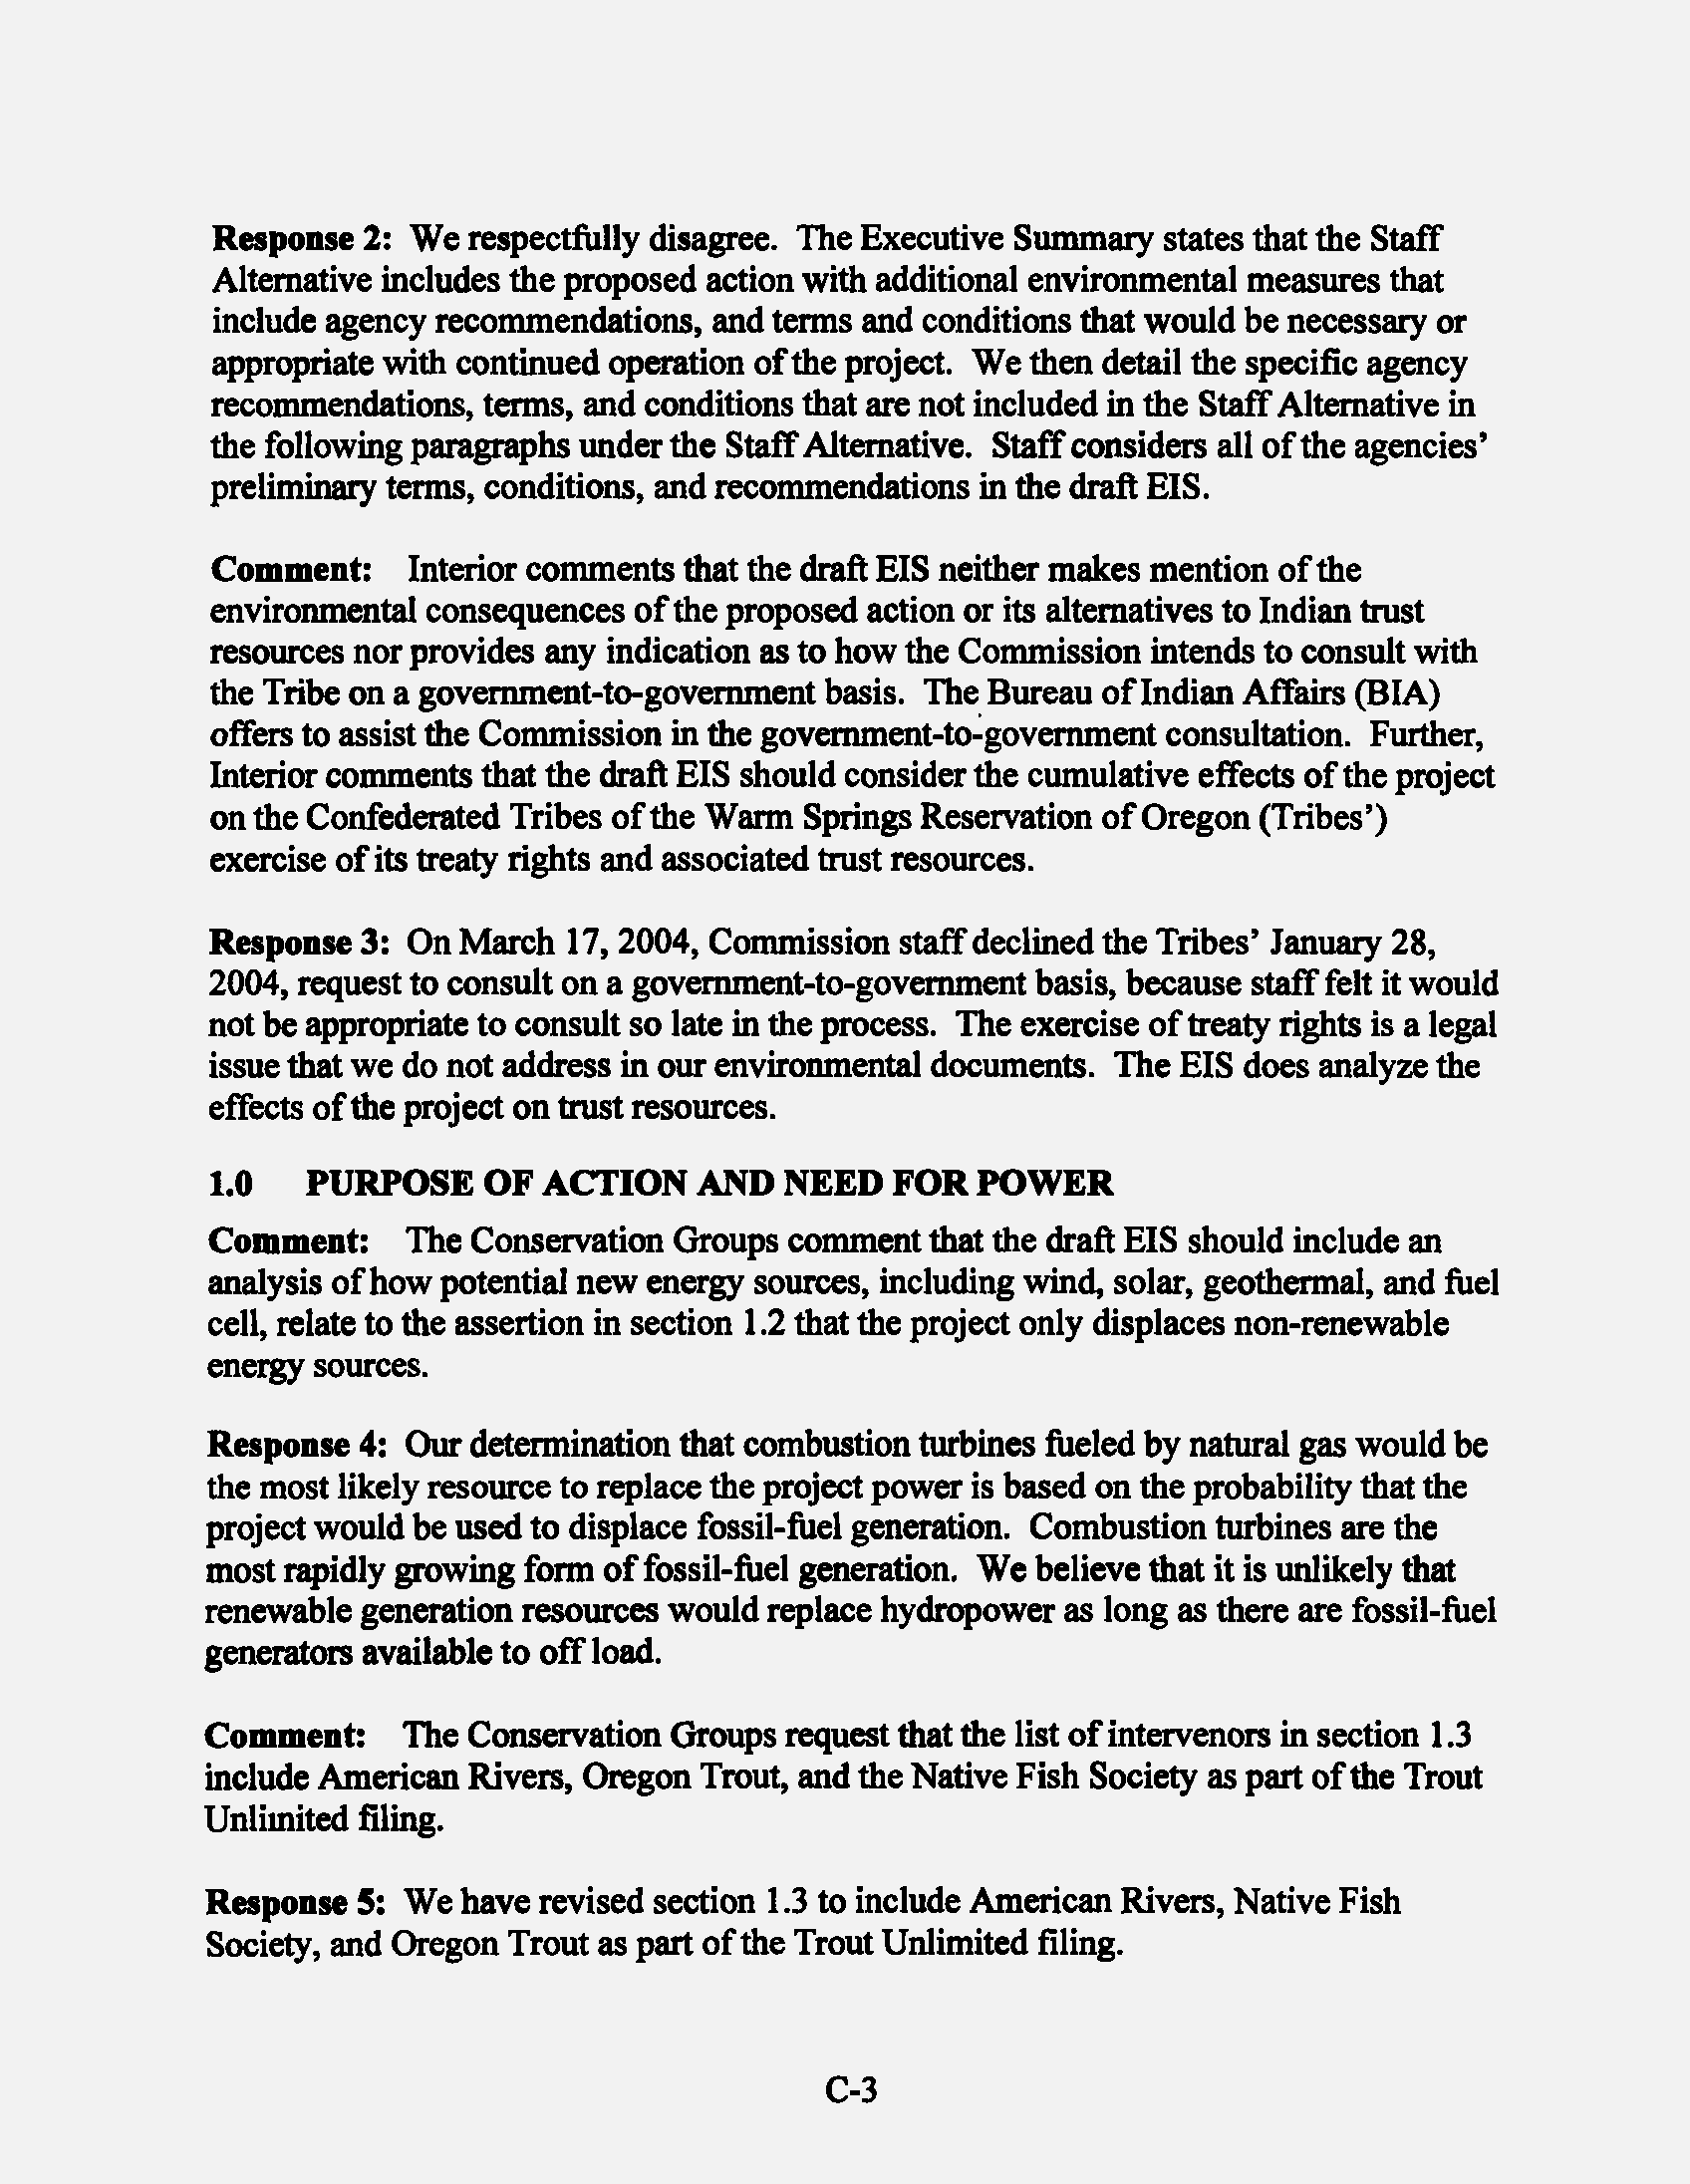 Response 2: We respectfully disagree. The Executive Summary states that the Staff
Alternative includes the proposed action with additional environmental measures that
include agency recommendations, and terms and conditions that would be necessary or
appropriate with continued operation of the project. We then detail the specific agency
recommendations, terms, and conditions that are not included in the Staff Alternative in
the following paragraphs under the Staff Alternative. Staff considers all of the agencies’
preliminary terms, conditions, and recommendations in the draft EIS.
Comment: Interior comments that the draft EIS neither makes mention of the
environmental consequences of the proposed action or its alternatives to Indian trust
resources nor provides any indication as to how the Commission intends to consult with
the Tribe on a government-to-government basis. The Bureau of Indian Affairs (BIA)
offers to assist the Commission in the government-to-government consultation. Further,
Interior comments that the draft EIS should consider the cumulative effects of the project
on the Confederated Tribes of the Warm Springs Reservation of Oregon (Tribes’)
exercise of its treaty rights and associated trust resources.
Response 3: On March 17, 2004, Commission staff declined the Tribes’ January 28,
2004, request to consult on a government-to-government basis, because staff felt it would
not be appropriate to consult so late in the process. The exercise of treaty rights is a legal
issue that we do not address in our environmental documents. The EIS does analyze the
effects of the project on trust resources.
1.0 PURPOSE OF ACTION AND NEED FOR POWER
Comment: The Conservation Groups comment that the draft EIS should include an
analysis of how potential new energy sources, including wind, solar, geothermal, and fuel
cell, relate to the assertion in section 1.2 that the project only displaces non-renewable
energy sources.
Response 4: Our determination that combustion turbines fueled by natural gas would be
the most likely resource to replace the project power is based on the probability that the
project would be used to displace fossil-fuel generation. Combustion turbines are the
most rapidly growing form of fossil-fuel generation. We believe that it is unlikely that
renewable generation resources would replace hydropower as long as there are fossil-fuel
generators available to off load.
Comment: The Conservation Groups request that the list of intervenors in section 1.3
include American Rivers, Oregon Trout, and the Native Fish Society as part of the Trout
Unlimited filing.
Response 5: We have revised section 1.3 to include American Rivers, Native Fish
Society, and Oregon Trout as part of the Trout Unlimited filing.
C-3